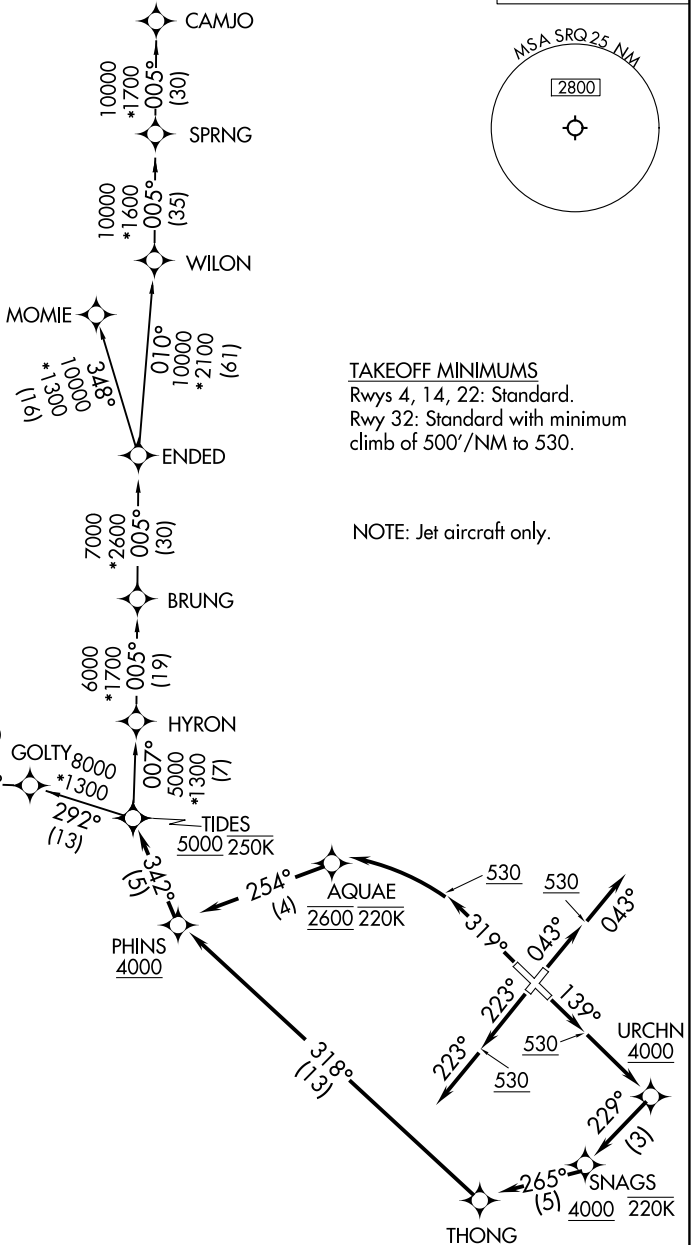 CAMJO
10000
*1700
005°
(30)
MSA SRQ 25 NM
2800
SPRNG
10000
*1600
005°
(35)
WILON
MOMIE
348°
10000
*1300
(16)
010°
10000
*2100
(61)
TAKEOFF MINIMUMS
Rwys 4, 14, 22: Standard.
Rwy 32: Standard with minimum
climb of 500'/NM to 530.
ENDED
NOTE: Jet aircraft only.
7000
*2600
005°
(30)
BRUNG
6000
*1700
005°
(19)
HYRON
GOLTY
8000
*1300
292°
(13)
007°
5000
*1300
(7)
TIDES
5000 250K
342°
(5)
254°
(4)
AQUAE
2600 220K
530
319°
530
043°
043°
PHINS
4000
223°
223°
530
139°
530
URCHN
4000
318°
(13)
229°
(3)
SNAGS
4000 220K
265°
(5)
THONG